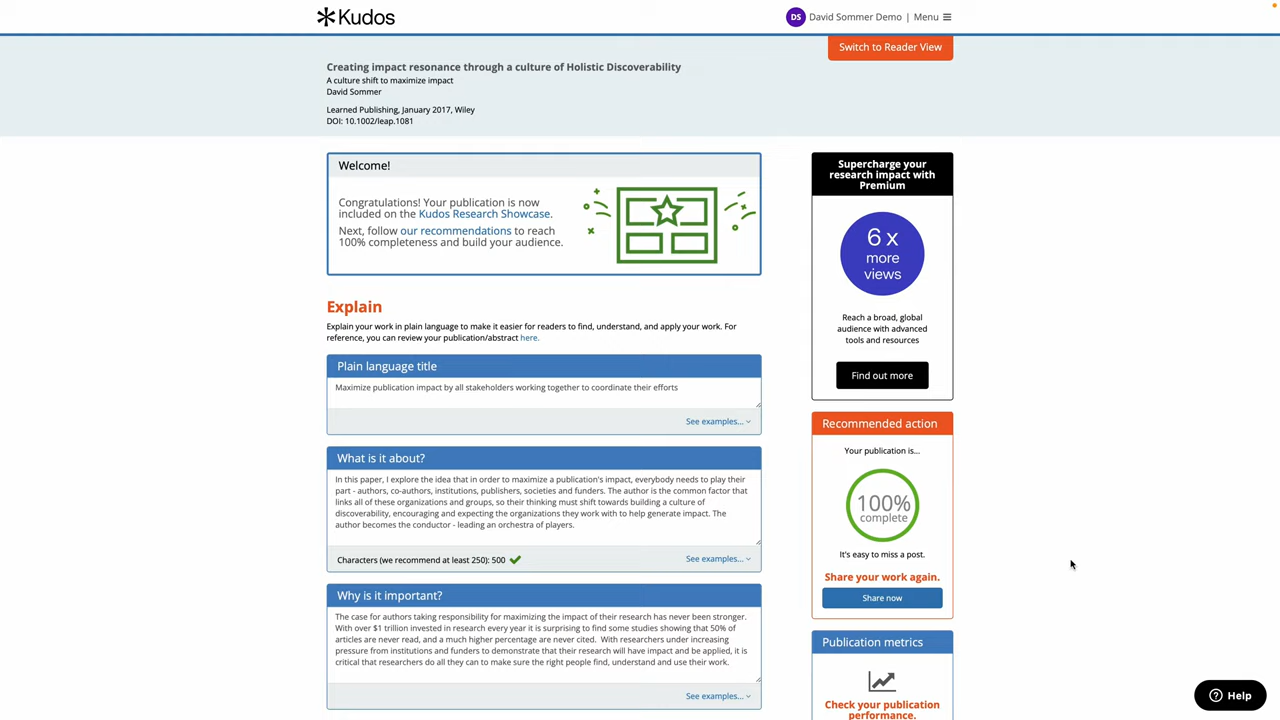 Kudos
DS David Sommer Demo | Menu
Switch to Reader View
Creating impact resonance through a culture of Holistic Discoverability
A culture shift to maximize impact
David Sommer
Learned Publishing, January 2017, Wiley
DOI: 10.1002/leap.1081
Welcome!
Congratulations! Your publication is now
included on the Kudos Research Showcase.
Next, follow our recommendations to reach
100% completeness and build your audience.
Explain
Explain your work in plain language to make it easier for readers to find, understand, and apply your work. For
reference, you can review your publication/abstract here.
Plain language title
Maximize publication impact by all stakeholders working together to coordinate their efforts
See examples...
What is it about?
In this paper, I explore the idea that in order to maximize a publication's impact, everybody needs to play their
part - authors, co-authors, institutions, publishers, societies and funders. The author is the common factor that
links all of these organizations and groups, so their thinking must shift towards building a culture of
discoverability, encouraging and expecting the organizations they work with to help generate impact. The
author becomes the conductor - leading an orchestra of players.
Characters (we recommend at least 250): 500
See examples...
Why is it important?
The case for authors taking responsibility for maximizing the impact of their research has never been stronger.
With over $1 trillion invested in research every year it is surprising to find some studies showing that 50% of
articles are never read, and a much higher percentage are never cited. With researchers under increasing
pressure from institutions and funders to demonstrate that their research will have impact and be applied, it is
critical that researchers do all they can to make sure the right people find, understand and use their work.
See examples...
Supercharge your
research impact with
Premium
6 x
more
views
Reach a broad, global
audience with advanced
tools and resources
Find out more
Recommended action
Your publication is...
100%
complete
It's easy to miss a post.
Share your work again.
Share now
Publication metrics
Check your publication
performance.
Help